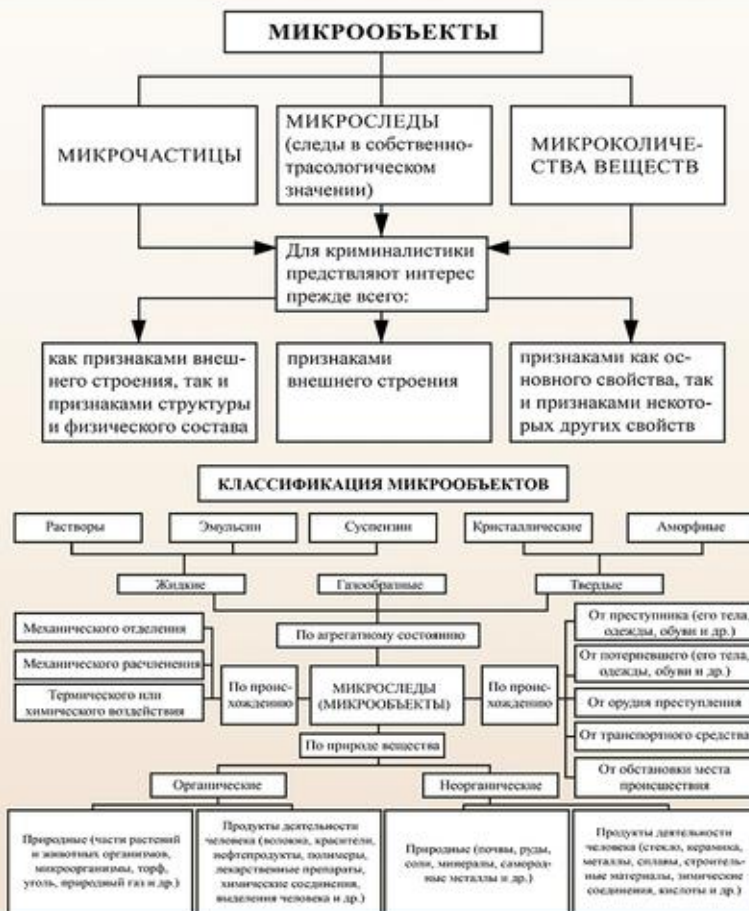 МИКРООБЪЕКТЫ
МИКРОЧАСТИЦЫ
МИКРОСЛЕДЫ
(следы в собственно-
трасологическом
значении)
МИКРОКОЛИЧЕ-
СТВА ВЕЩЕСТВ
Для криминалистики
предствляют интерес
прежде всего:
как признаками внеш-
него строения, так и
признаками структуры
и физического состава
признаками
внешнего строения
признаками как ос-
новного свойства, так
и признаками некото-
рых других свойств
КЛАССИФИКАЦИЯ МИКРООБЪЕКТОВ
Растворы
Эмульсии
Суспензии
Кристаллические
Аморфные
Жидкие
Газообразные
Твердые
По агрегатному состоянию
Механического отделения
Механического расчленения
Термического или
химического воздействия
По проис-
хождению
МИКРОСЛЕДЫ
(МИКРООБЪЕКТЫ)
По проис-
хождению
От преступника (его тела,
одежды, обуви и др.)
От потерпевшего (его тела,
одежды, обуви и др.)
От орудия преступления
От транспортного средства
От обстановки места
происшествия
По природе вещества
Органические
Неорганические
Природные (части растений
и животных организмов,
микроорганизмы, торф,
уголь, природный газ и др.)
Продукты деятельности
человека (волокна, красители,
нефтепродукты, полимеры,
лекарственные препараты,
химические соединения,
выделения человека и др.)
Природные (почвы, руды,
соли, минералы, самород-
ные металлы и др.)
Продукты деятельности
человека (стекло, керамика,
металлы, сплавы, строитель-
ные материалы, химические
соединения, кислоты и др.)